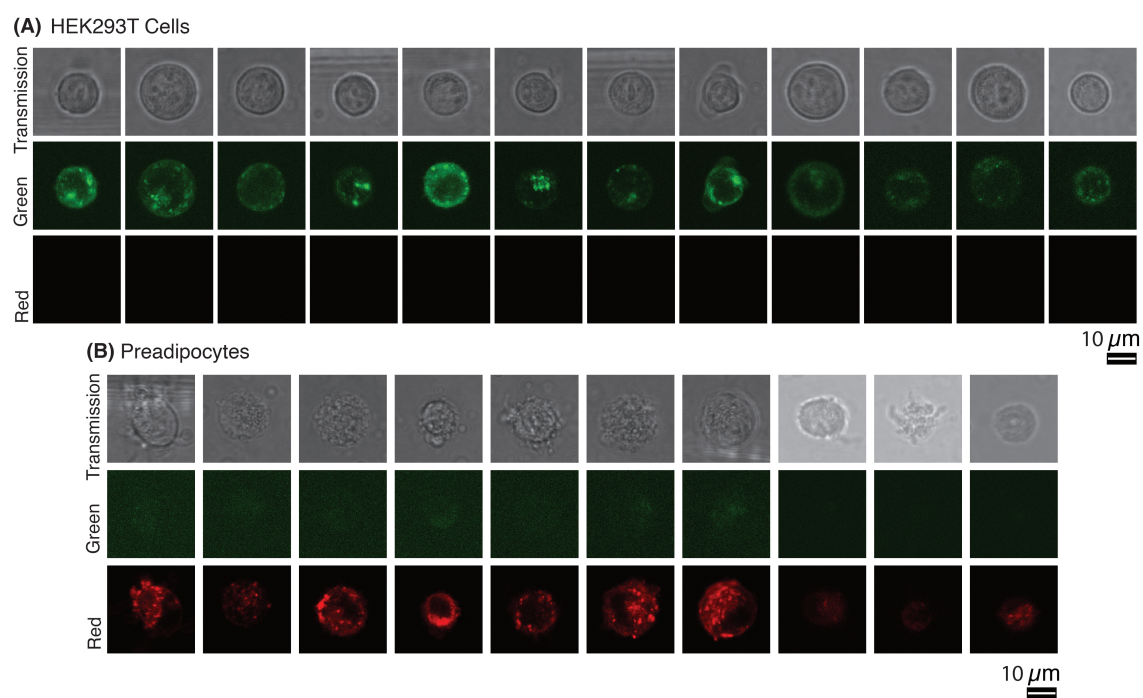 (A) HEK293T Cells
Transmission
Green
Red
10 µm
(B) Preadipocytes
Transmission
Green
Red
10 µm